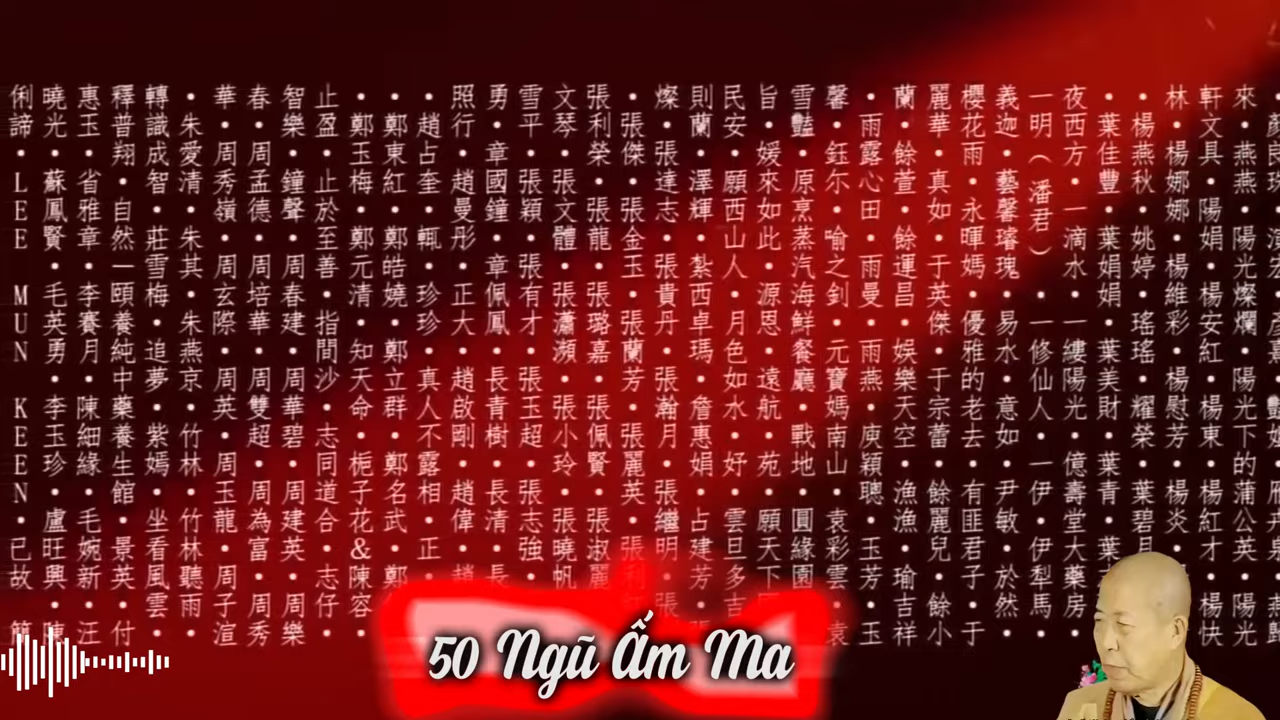 來・燕燕・陽光燦爛・陽光下的蒲公英・陽光
軒文具・陽娟・楊安紅・楊東・楊紅才・楊快
林・楊娜娜・楊維彩・楊慰芳・楊炎
・楊燕秋・姚婷・瑤瑤・耀榮・葉碧
・葉佳豐・葉娟娟・葉美財・葉青・葉
夜西方・一滴水・一縷陽光・億壽堂大藥房・
一明（潘君）・一修仙人・一伊・伊犁馬
義迦・藝馨璿瑰・易水・意如・尹敏・於然・
櫻花雨・永暉媽・優雅的老去・有匪君子・于
麗華・真如・于英傑・于宗蕾・餘麗兒・餘小
蘭・餘萱・餘運昌・娛樂天空・漁漁・瑜吉祥
・雨露心田・雨曼・雨燕・庾穎聰・玉芳・玉
馨・鈺尓・喻之釗・元寶媽・南山・袁彩雲・袁
雪豔・原烹蒸汽海鮮餐廳・戰地・圓緣園
旨・媛來如此・源恩・遠航・苑・願天下
民安・願西山人・月色如水・好・雲旦多吉
則蘭・澤輝・紮西卓瑪・詹惠娟・占建芳
燦・張達志・張貴丹・張瀚月・張繼明・張
・張傑・張金玉・張蘭芳・張麗英・張利
張利榮・張龍・張璐嘉・張佩賢・張淑麗
文琴・張文體・張瀟瀕・張小玲・張曉帆
雪平・張穎・張有才・張玉超・張志強
勇・章國鐘・章佩鳳・長青樹・長清・長
照行・趙曼彤・正大・趙啟剛・趙偉・趙
・趙占奎・輒・珍珍・真人不露相・正
・鄭東紅・鄭皓嬈・鄭立群・鄭名武・鄭
・鄭玉梅・鄭元清・知天命・梔子花&陳容・
止盈・止於至善・指間沙・志同道合・志仔・
智樂・鐘聲・周春建・周華碧・周建英・周樂
春・周孟德・周培華・周雙超・周為富・周秀
華・周秀嶺・周玄際・周英・周玉龍・周子渲
・朱愛清・朱其・朱燕京・竹林・竹林聽雨・
轉識成智・莊雪梅・追夢・紫嫣・坐看風雲・
釋普翔・自然一頤養純中藥養生館・景英・付
惠玉・省雅章・李賽月・陳細緣・毛婉新・汪
曉光・蘇鳳賢・毛英勇・李玉珍・盧旺興・陳
俐諦・LEE MUN KEEN・已故
50 Ngũ Ấm Ma